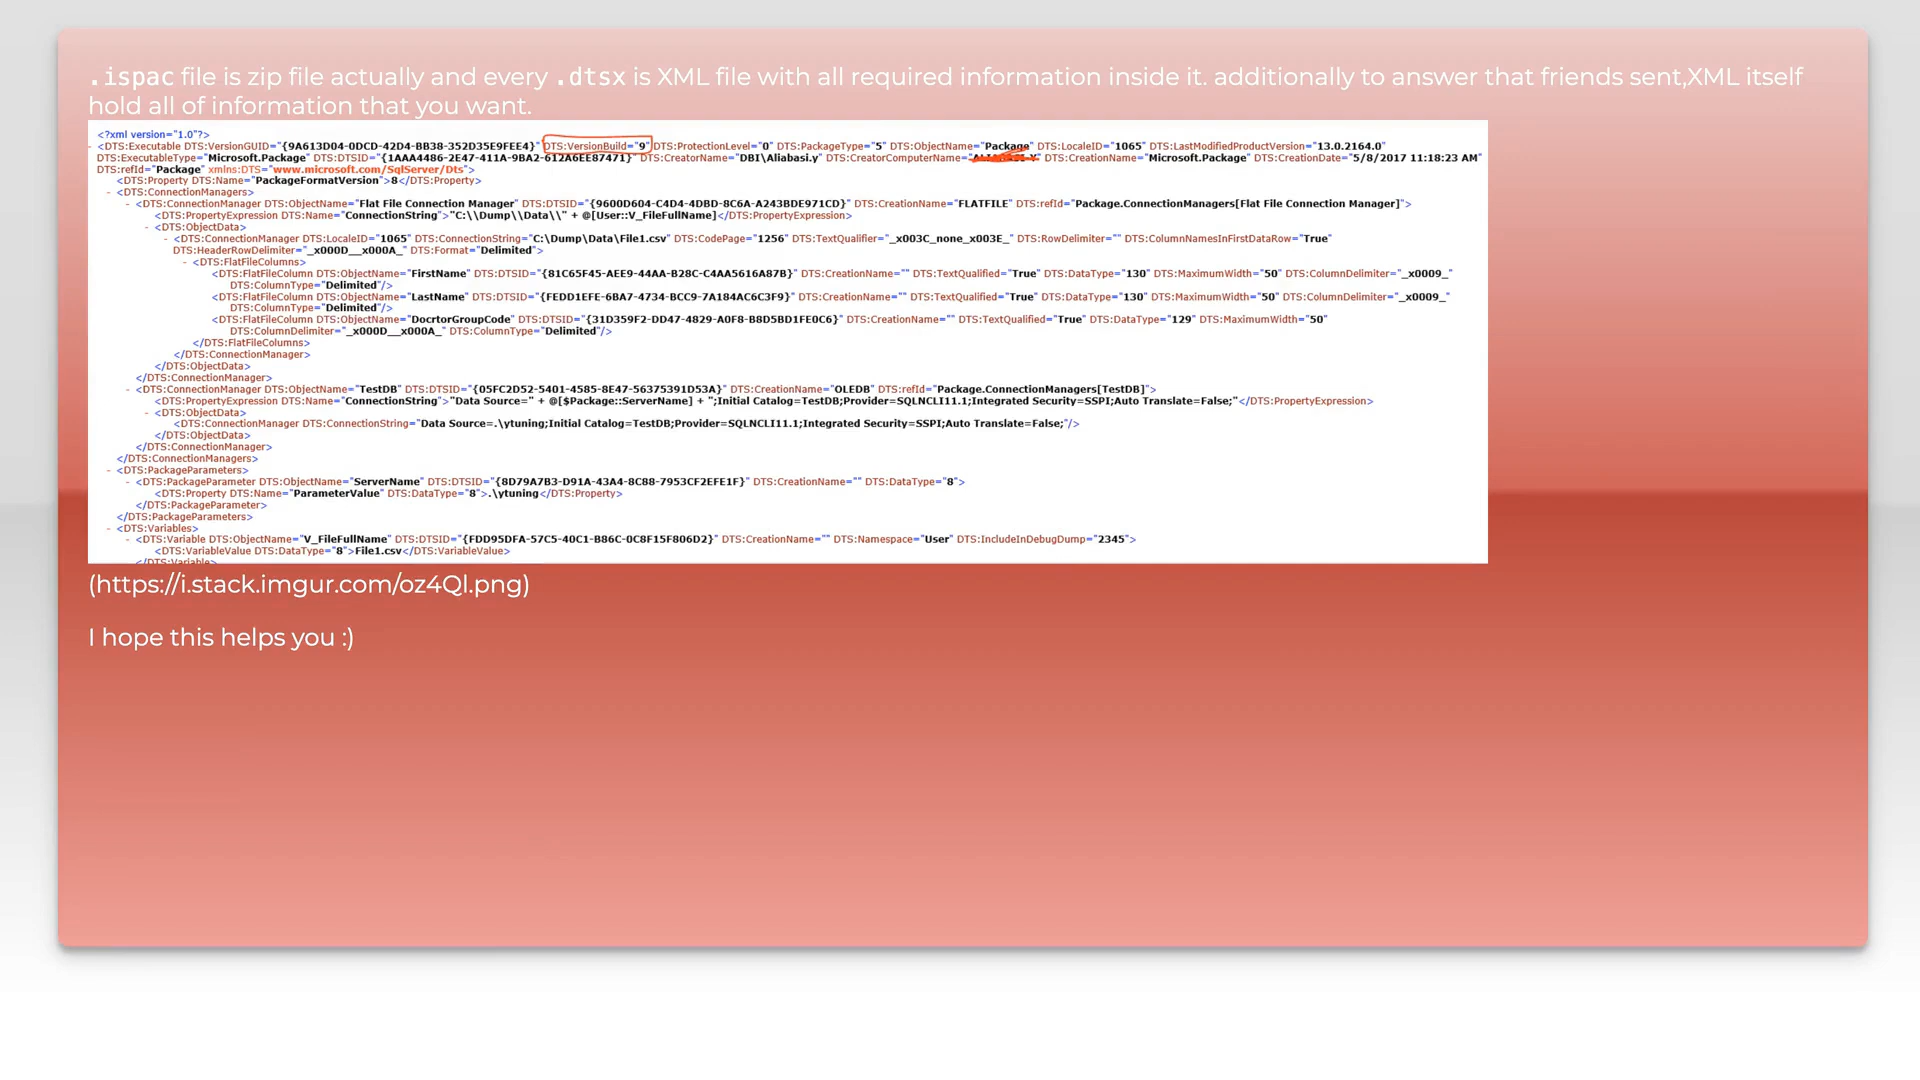 .ispac file is zip file actually and every .dtsx is XML file with all required information inside it. additionally to answer that friends sent,XML itself
hold all of information that you want.
<?xml version="1.0"?>
- <DTS:Executable DTS:VersionGUID="{9A613D04-0DCD-42D4-BB38-352D35E9FEE4}" DTS:VersionBuild="9" DTS:ProtectionLevel="0" DTS:PackageType="5" DTS:ObjectName="Package" DTS:LocaleID="1065" DTS:LastModifiedProductVersion="13.0.2164.0"
DTS:ExecutableType="Microsoft.Package" DTS:DTSID="{1AAA4486-2E47-411A-9BA2-612A6EE87471}" DTS:CreatorName="DBI\Aliabasi.y" DTS:CreatorComputerName=" " DTS:CreationName="Microsoft.Package" DTS:CreationDate="5/8/2017 11:18:23 AM"
DTS:refId="Package" xmlns:DTS="www.microsoft.com/SqlServer/Dts">
<DTS:Property DTS:Name="PackageFormatVersion">8</DTS:Property>
- <DTS:ConnectionManagers>
- <DTS:ConnectionManager DTS:ObjectName="Flat File Connection Manager" DTS:DTSID="{9600D604-C4D4-4DBD-8C6A-A243BDE971CD}" DTS:CreationName="FLATFILE" DTS:refId="Package.ConnectionManagers[Flat File Connection Manager]">
<DTS:PropertyExpression DTS:Name="ConnectionString">"C:\\Dump\\Data\\" + @[User::V_FileFullName]</DTS:PropertyExpression>
- <DTS:ObjectData>
- <DTS:ConnectionManager DTS:LocaleID="1065" DTS:ConnectionString="C:\Dump\Data\File1.csv" DTS:CodePage="1256" DTS:TextQualifier="_x003C_none_x003E_" DTS:RowDelimiter="" DTS:ColumnNamesInFirstDataRow="True"
DTS:HeaderRowDelimiter="_x000D__x000A_" DTS:Format="Delimited">
- <DTS:FlatFileColumns>
<DTS:FlatFileColumn DTS:ObjectName="FirstName" DTS:DTSID="{81C65F45-AEE9-44AA-B28C-C4AA5616A87B}" DTS:CreationName="" DTS:TextQualified="True" DTS:DataType="130" DTS:MaximumWidth="50" DTS:ColumnDelimiter="_x0009_"
DTS:ColumnType="Delimited"/>
<DTS:FlatFileColumn DTS:ObjectName="LastName" DTS:DTSID="{FEDD1EFE-6BA7-4734-BCC9-7A184AC6C3F9}" DTS:CreationName="" DTS:TextQualified="True" DTS:DataType="130" DTS:MaximumWidth="50" DTS:ColumnDelimiter="_x0009_"
DTS:ColumnType="Delimited"/>
<DTS:FlatFileColumn DTS:ObjectName="DocrtorGroupCode" DTS:DTSID="{31D359F2-DD47-4829-A0F8-B8D5BD1FE0C6}" DTS:CreationName="" DTS:TextQualified="True" DTS:DataType="129" DTS:MaximumWidth="50"
DTS:ColumnDelimiter="_x000D__x000A_" DTS:ColumnType="Delimited"/>
</DTS:FlatFileColumns>
</DTS:ConnectionManager>
</DTS:ObjectData>
</DTS:ConnectionManager>
- <DTS:ConnectionManager DTS:ObjectName="TestDB" DTS:DTSID="{05FC2D52-5401-4585-8E47-56375391D53A}" DTS:CreationName="OLEDB" DTS:refId="Package.ConnectionManagers[TestDB]">
<DTS:PropertyExpression DTS:Name="ConnectionString">"Data Source=" + @[$Package::ServerName] + ";Initial Catalog=TestDB;Provider=SQLNCLI11.1;Integrated Security=SSPI;Auto Translate=False;"</DTS:PropertyExpression>
- <DTS:ObjectData>
<DTS:ConnectionManager DTS:ConnectionString="Data Source=.\ytuning;Initial Catalog=TestDB;Provider=SQLNCLI11.1;Integrated Security=SSPI;Auto Translate=False;"/>
</DTS:ObjectData>
</DTS:ConnectionManager>
</DTS:ConnectionManagers>
- <DTS:PackageParameters>
- <DTS:PackageParameter DTS:ObjectName="ServerName" DTS:DTSID="{8D79A7B3-D91A-43A4-8C88-7953CF2EFE1F}" DTS:CreationName="" DTS:DataType="8">
<DTS:Property DTS:Name="ParameterValue" DTS:DataType="8">.\ytuning</DTS:Property>
</DTS:PackageParameter>
</DTS:PackageParameters>
- <DTS:Variables>
- <DTS:Variable DTS:ObjectName="V_FileFullName" DTS:DTSID="{FDD95DFA-57C5-40C1-B86C-0C8F15F806D2}" DTS:CreationName="" DTS:Namespace="User" DTS:IncludeInDebugDump="2345">
<DTS:VariableValue DTS:DataType="8">File1.csv</DTS:VariableValue>
</DTS:Variable>
(https://i.stack.imgur.com/oz4Ql.png)
I hope this helps you :)